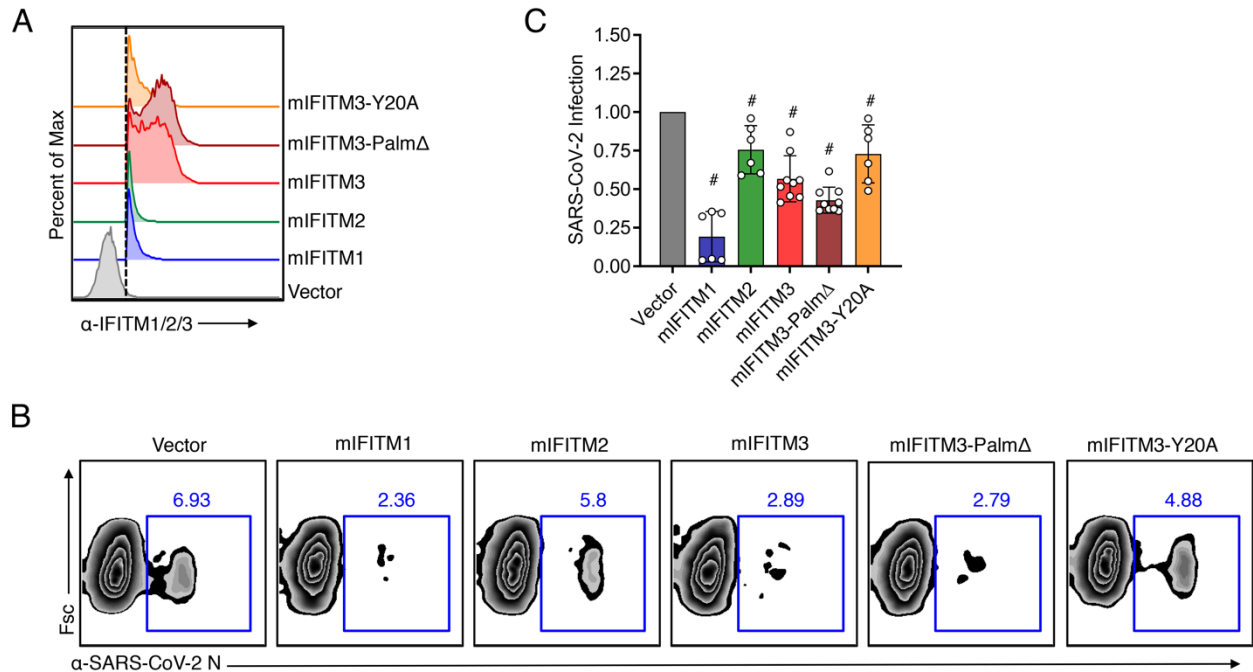 A
Percent of Max
mIFITM3-Y20A
mIFITM3-PalmΔ
mIFITM3
mIFITM2
mIFITM1
Vector
α-IFITM1/2/3
C
SARS-CoV-2 Infection
1.50
1.25
1.00
0.75
0.50
0.25
0.00
# # # # #
Vector
mIFITM1
mIFITM2
mIFITM3
mIFITM3-PalmΔ
mIFITM3-Y20A
B
Vector mIFITM1 mIFITM2 mIFITM3 mIFITM3-PalmΔ mIFITM3-Y20A
6.93 2.36 5.8 2.89 2.79 4.88
Fsc
α-SARS-CoV-2 N